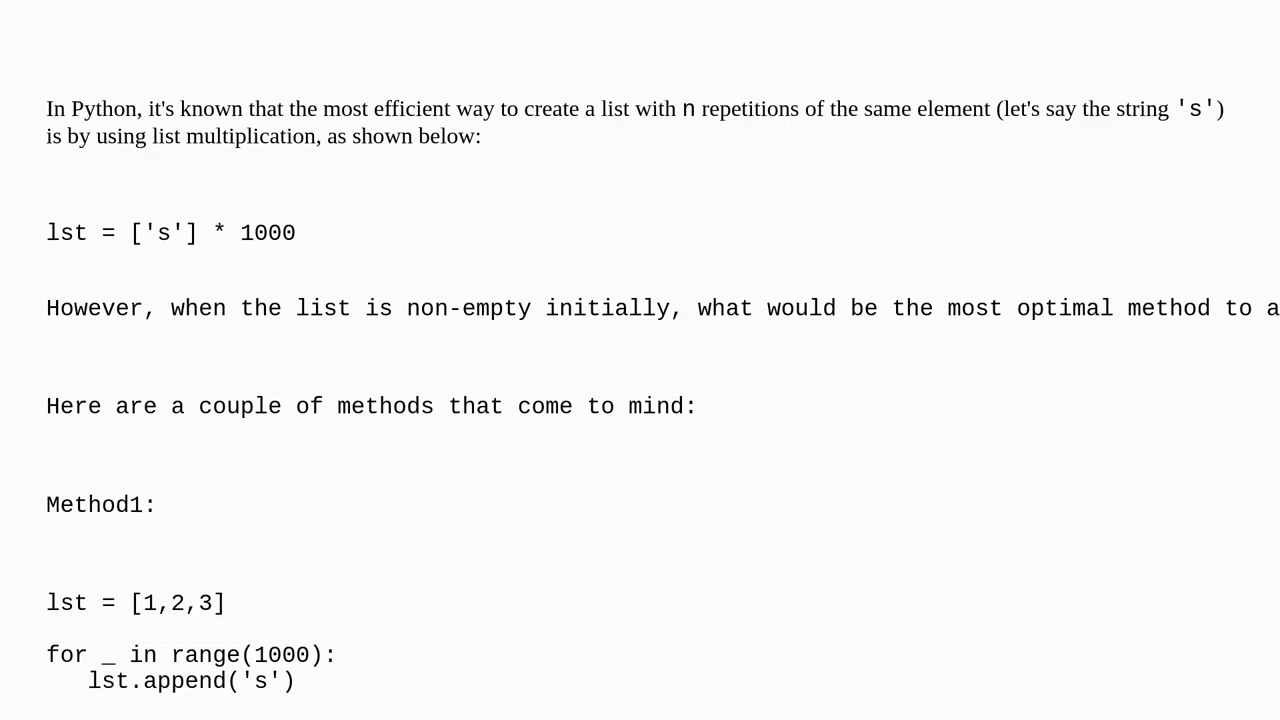 In Python, it's known that the most efficient way to create a list with n repetitions of the same element (let's say the string 's')
is by using list multiplication, as shown below:
lst = ['s'] * 1000
However, when the list is non-empty initially, what would be the most optimal method to a
Here are a couple of methods that come to mind:
Method1:
lst = [1,2,3]
for _ in range(1000):
   lst.append('s')